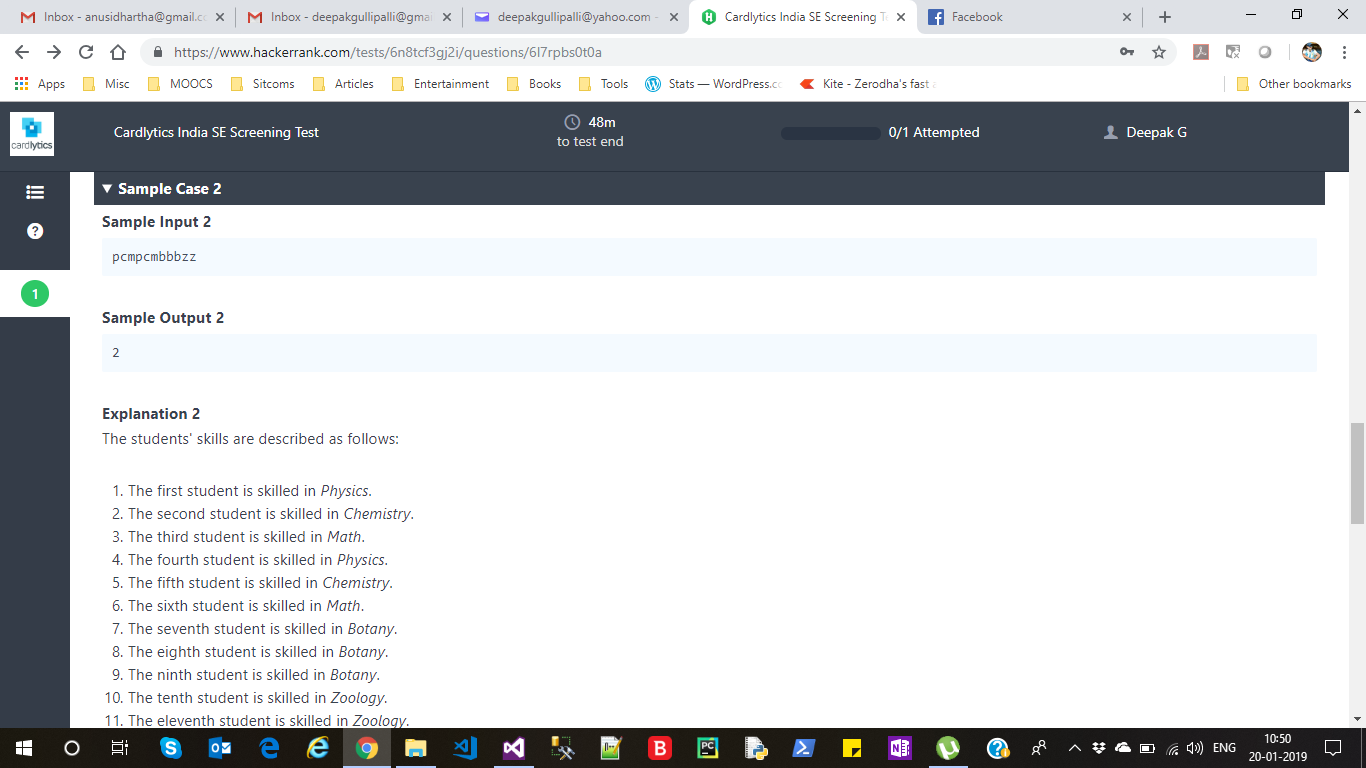 Inbox - anusidhartha@gmail.c
Inbox - deepakgullipalli@gmai
deepakgullipalli@yahoo.com -
Cardlytics India SE Screening T
Facebook
https://www.hackerrank.com/tests/6n8tcf3gj2i/questions/6l7rpbs0t0a
Apps Misc MOOCS Sitcoms Articles Entertainment Books Tools Stats — WordPress.cc Kite - Zerodha's fast a Other bookmarks
cardlytics
Cardlytics India SE Screening Test
48m
to test end
0/1 Attempted
Deepak G
Sample Case 2
Sample Input 2
pcmpcmbbbzz
1
Sample Output 2
2
Explanation 2
The students' skills are described as follows:
1. The first student is skilled in Physics.
2. The second student is skilled in Chemistry.
3. The third student is skilled in Math.
4. The fourth student is skilled in Physics.
5. The fifth student is skilled in Chemistry.
6. The sixth student is skilled in Math.
7. The seventh student is skilled in Botany.
8. The eighth student is skilled in Botany.
9. The ninth student is skilled in Botany.
10. The tenth student is skilled in Zoology.
11. The eleventh student is skilled in Zoology.
ENG
10:50
20-01-2019